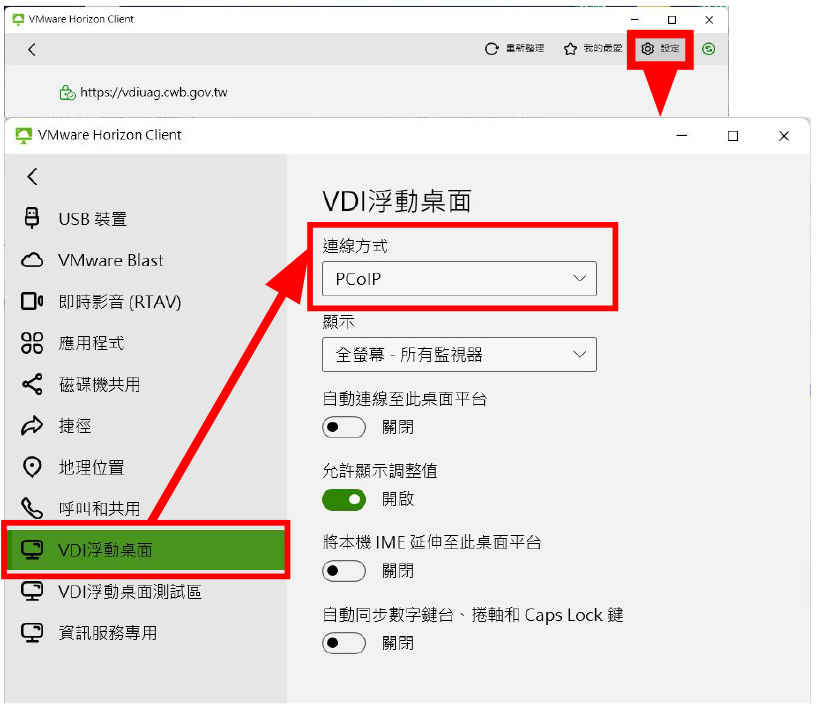 VMware Horizon Client
重新整理
我的最愛
設定
https://vdiuag.cwb.gov.tw
VMware Horizon Client
USB 裝置
VMware Blast
即時影音 (RTAV)
應用程式
磁碟機共用
捷徑
地理位置
呼叫和共用
VDI浮動桌面
VDI浮動桌面測試區
資訊服務專用
VDI浮動桌面
連線方式
PCoIP
顯示
全螢幕 - 所有監視器
自動連線至此桌面平台
關閉
允許顯示調整值
開啟
將本機 IME 延伸至此桌面平台
關閉
自動同步數字鍵台、捲軸和 Caps Lock 鍵
關閉